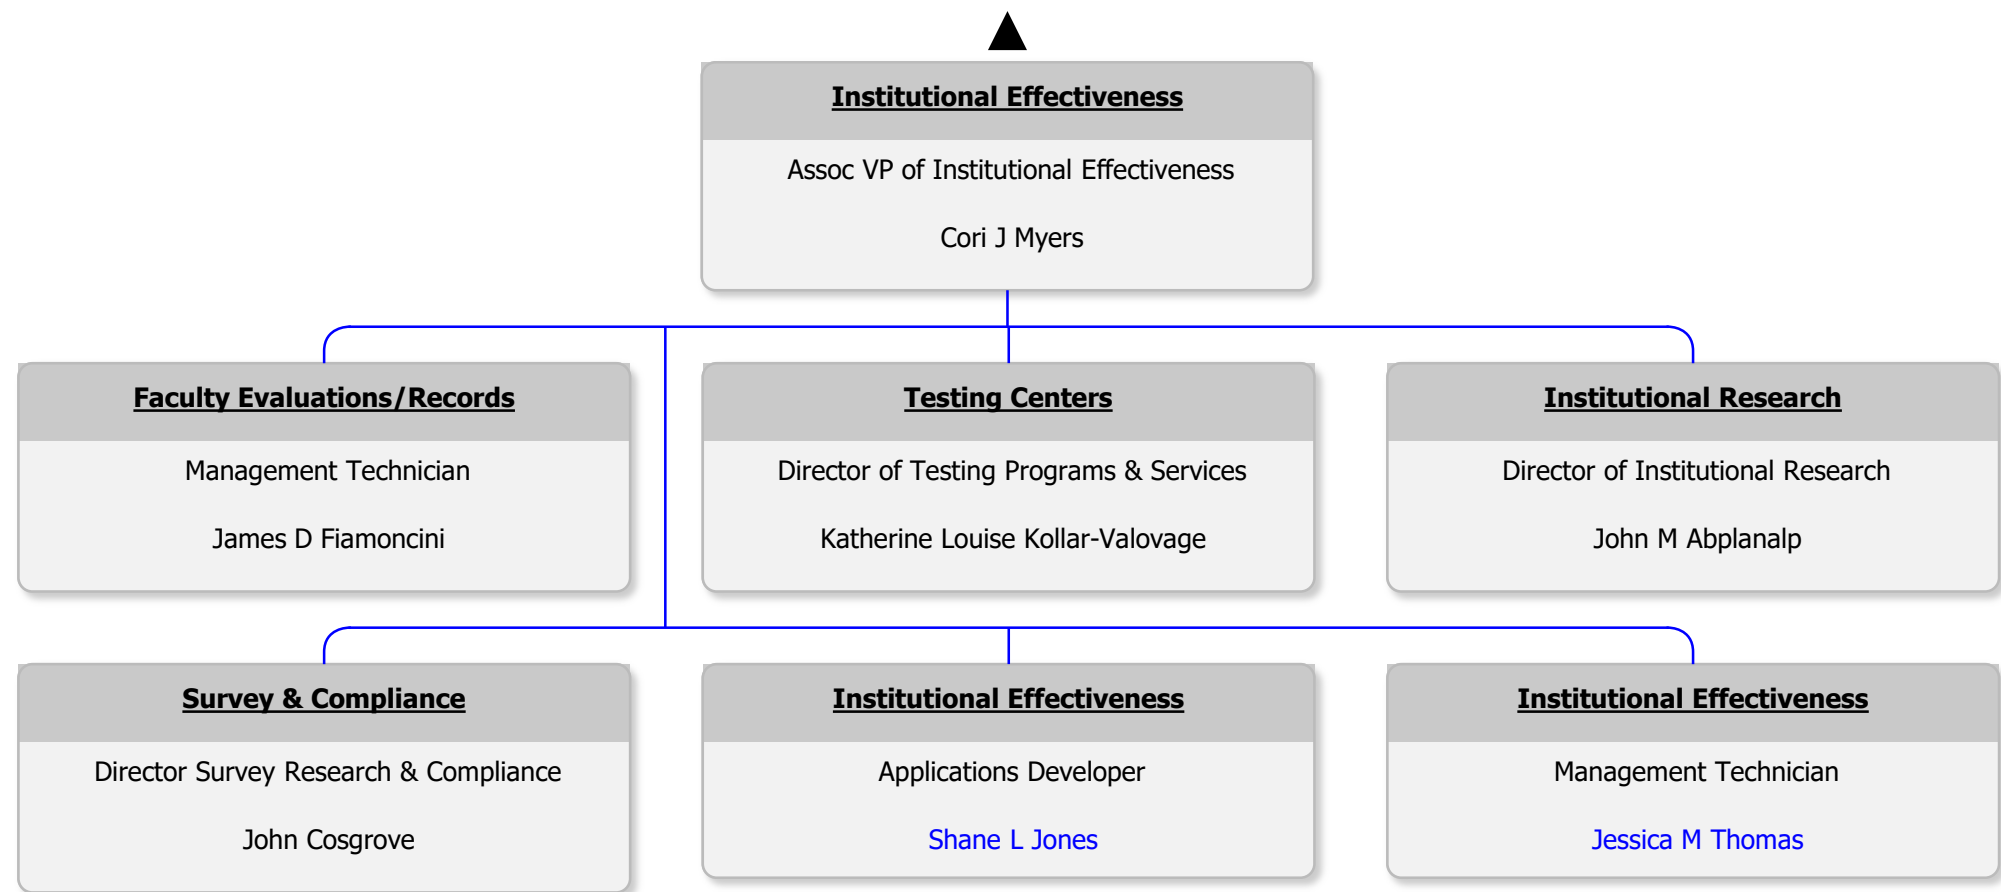 Institutional Effectiveness
Assoc VP of Institutional Effectiveness
Cori J Myers
Faculty Evaluations/Records
Management Technician
James D Fiamoncini
Testing Centers
Director of Testing Programs & Services
Katherine Louise Kollar-Valovage
Institutional Research
Director of Institutional Research
John M Abplanalp
Survey & Compliance
Director Survey Research & Compliance
John Cosgrove
Institutional Effectiveness
Applications Developer
Shane L Jones
Institutional Effectiveness
Management Technician
Jessica M Thomas